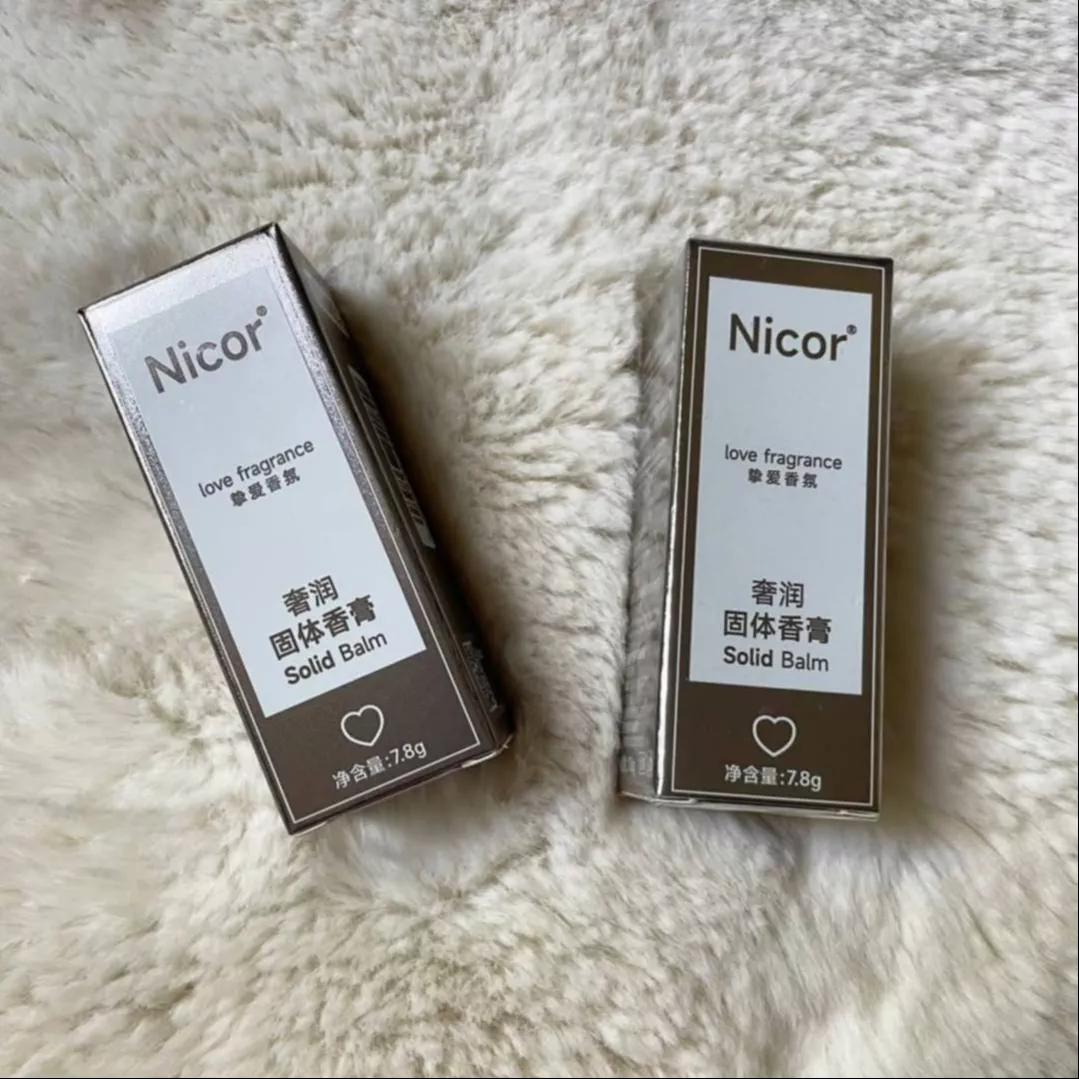 Nicor®
love fragrance
挚爱香氛
奢润
固体香膏
Solid Balm
净含量:7.8g
Nicor®
love fragrance
挚爱香氛
奢润
固体香膏
Solid Balm
净含量:7.8g